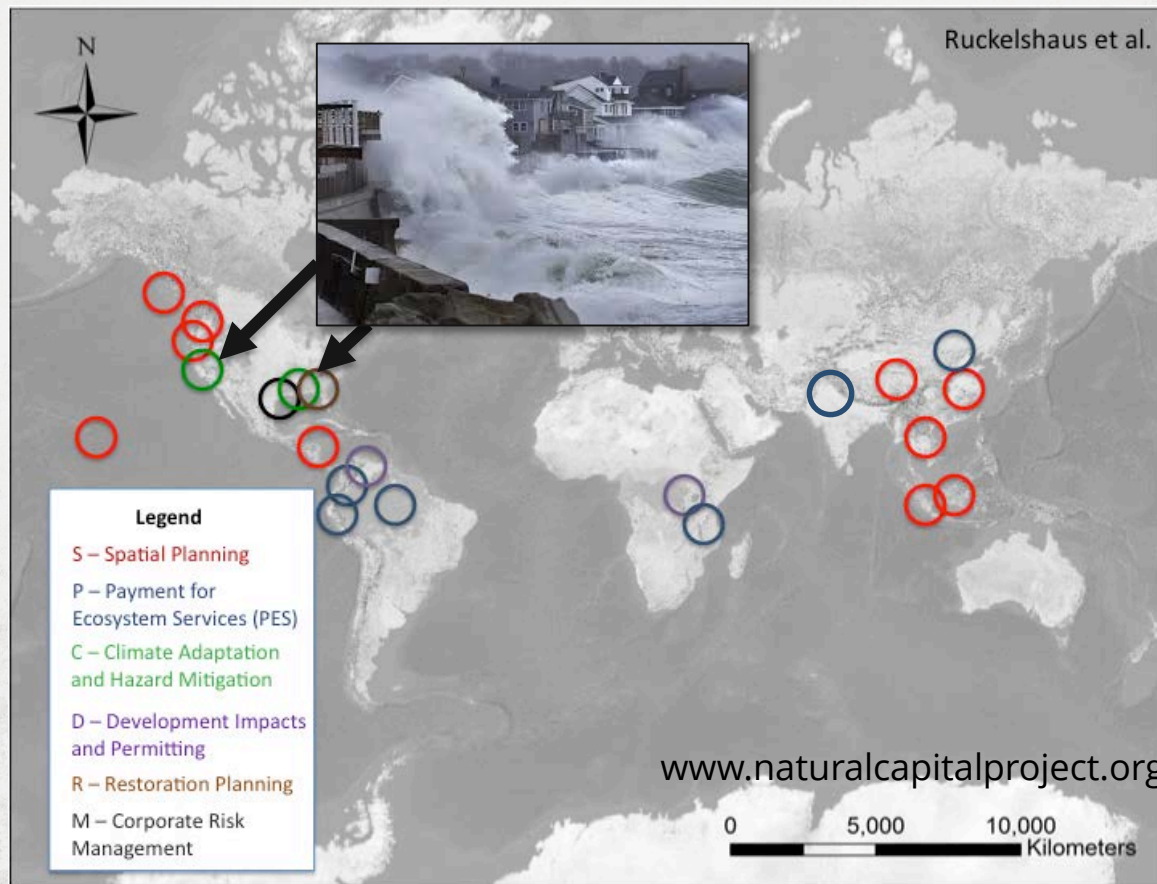 N
Ruckelshaus et al.
Legend
S – Spatial Planning
P – Payment for
Ecosystem Services (PES)
C – Climate Adaptation
and Hazard Mitigation
D – Development Impacts
and Permitting
R – Restoration Planning
M – Corporate Risk
Management
www.naturalcapitalproject.org
0 5,000 10,000
Kilometers